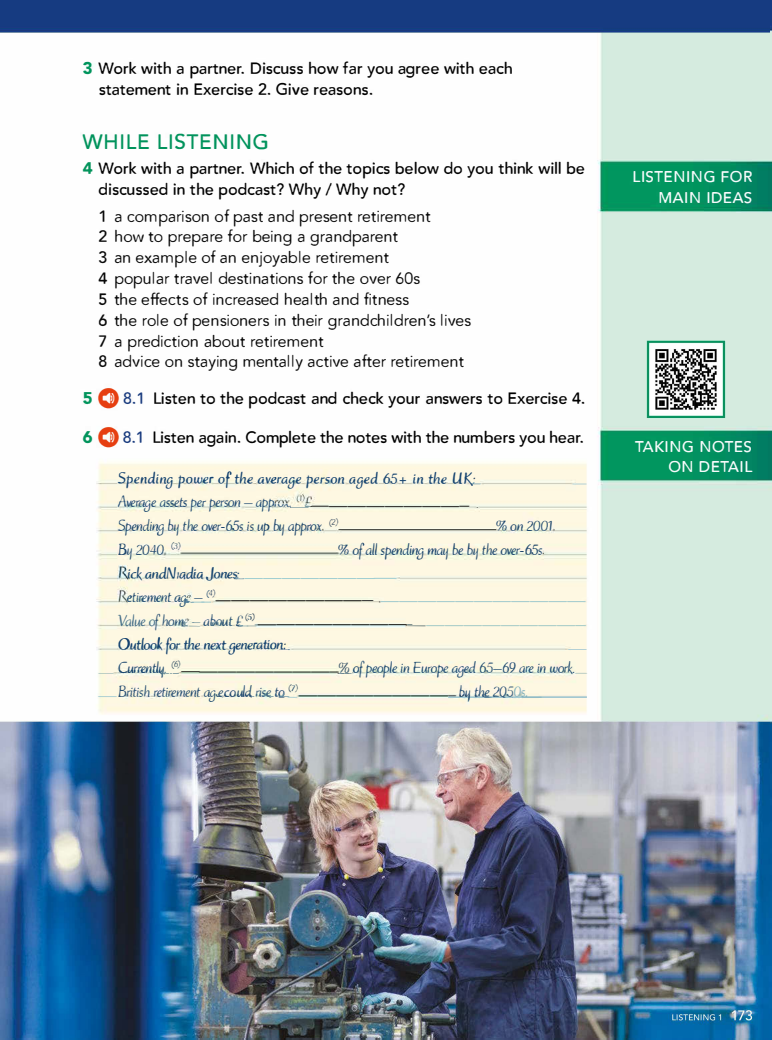 3 Work with a partner. Discuss how far you agree with each
statement in Exercise 2. Give reasons.
WHILE LISTENING
4 Work with a partner. Which of the topics below do you think will be
discussed in the podcast? Why / Why not?
1 a comparison of past and present retirement
2 how to prepare for being a grandparent
3 an example of an enjoyable retirement
4 popular travel destinations for the over 60s
5 the effects of increased health and fitness
6 the role of pensioners in their grandchildren's lives
7 a prediction about retirement
8 advice on staying mentally active after retirement
5 8.1 Listen to the podcast and check your answers to Exercise 4.
6 8.1 Listen again. Complete the notes with the numbers you hear.
Spending power of the average person aged 65+ in the UK:
Average assets per person – approx. (1)£____________________
Spending by the over-65s is up by approx. (2)____________________% on 2001.
By 2040, (3)____________________% of all spending may be by the over-65s.
Rick andNiadia Jones:
Retirement age – (4)____________________.
Value of home – about £(5)____________________
Outlook for the next generation:
Currently, (6)____________________% of people in Europe aged 65–69 are in work.
British retirement agecould rise to (7)____________________ by the 2050s.
LISTENING FOR
MAIN IDEAS
TAKING NOTES
ON DETAIL
LISTENING 1 173